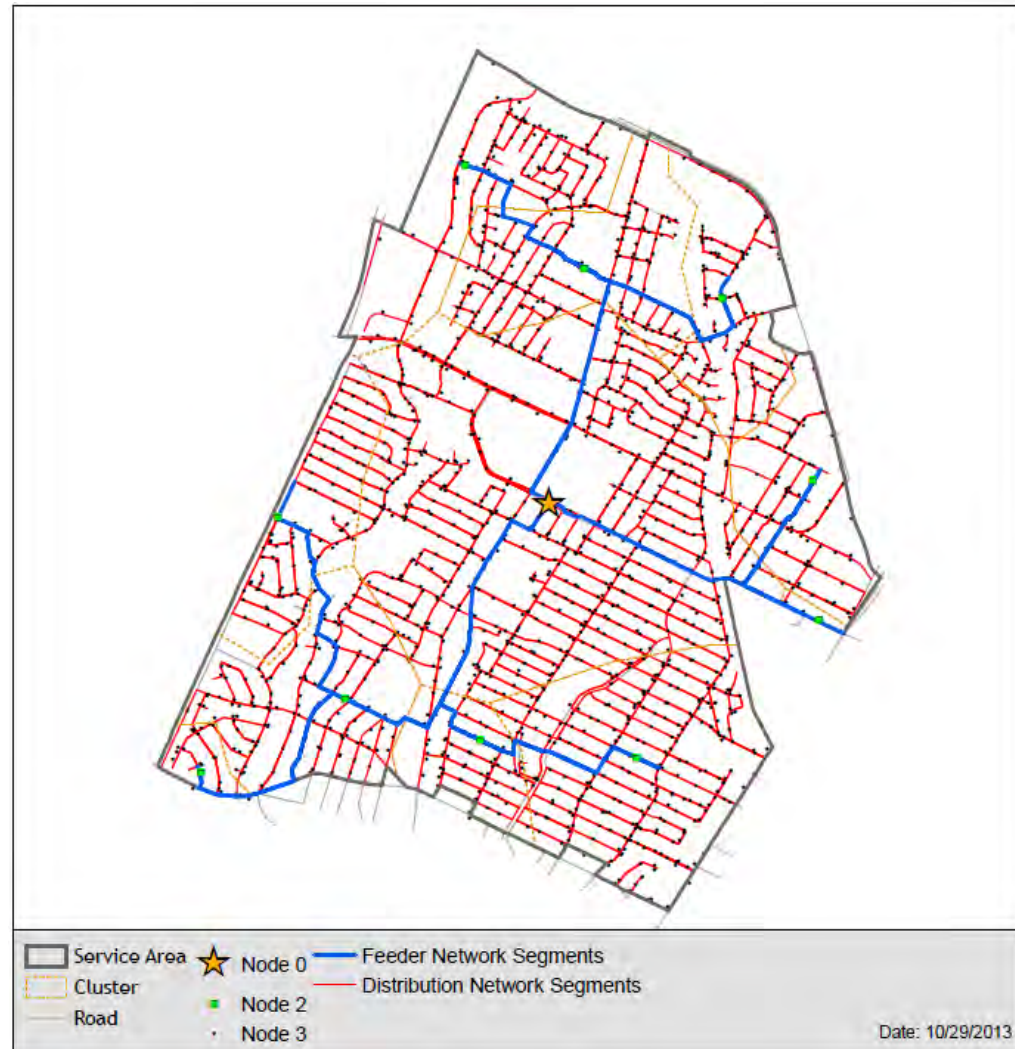 Service Area
Cluster
Road
Node 0
Node 2
Node 3
Feeder Network Segments
Distribution Network Segments
Date: 10/29/2013